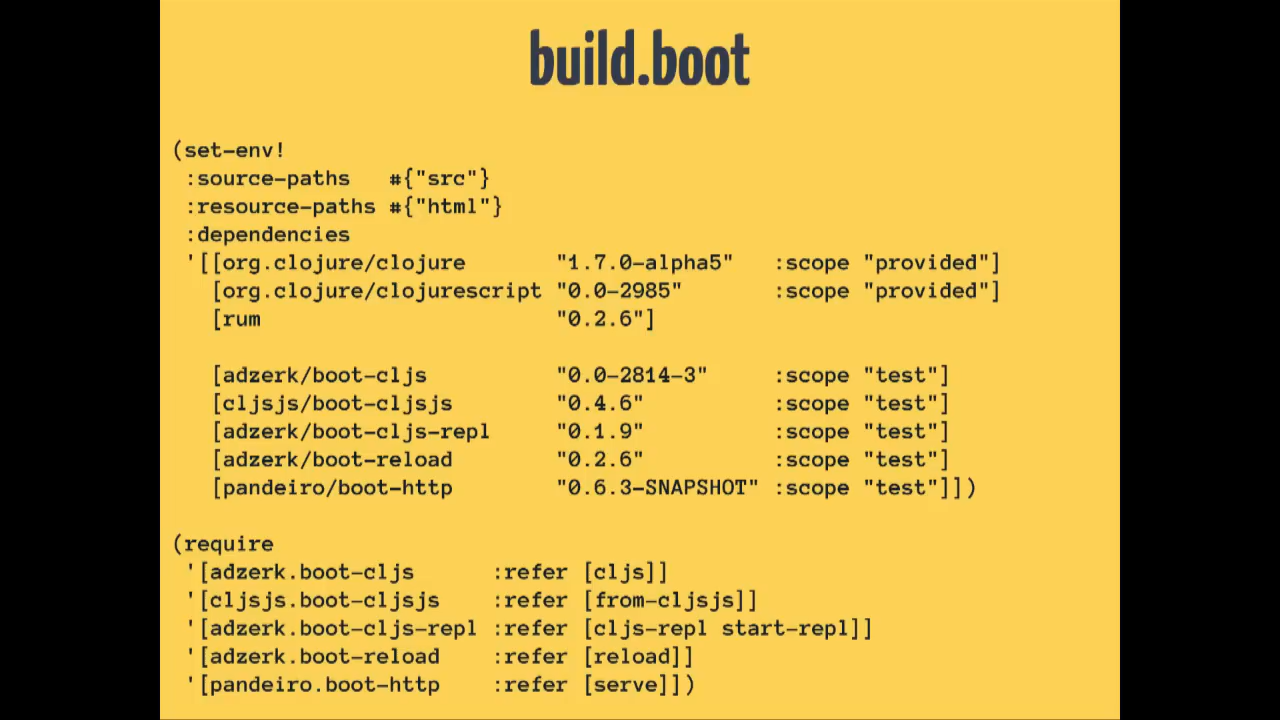 build.boot
(set-env!
 :source-paths   #{"src"}
 :resource-paths #{"html"}
 :dependencies
 '[[org.clojure/clojure       "1.7.0-alpha5"   :scope "provided"]
   [org.clojure/clojurescript "0.0-2985"       :scope "provided"]
   [rum                       "0.2.6"]
   [adzerk/boot-cljs          "0.0-2814-3"     :scope "test"]
   [cljsjs/boot-cljsjs        "0.4.6"          :scope "test"]
   [adzerk/boot-cljs-repl     "0.1.9"          :scope "test"]
   [adzerk/boot-reload        "0.2.6"          :scope "test"]
   [pandeiro/boot-http        "0.6.3-SNAPSHOT" :scope "test"]])
(require
 '[adzerk.boot-cljs      :refer [cljs]]
 '[cljsjs.boot-cljsjs    :refer [from-cljsjs]]
 '[adzerk.boot-cljs-repl :refer [cljs-repl start-repl]]
 '[adzerk.boot-reload    :refer [reload]]
 '[pandeiro.boot-http    :refer [serve]])